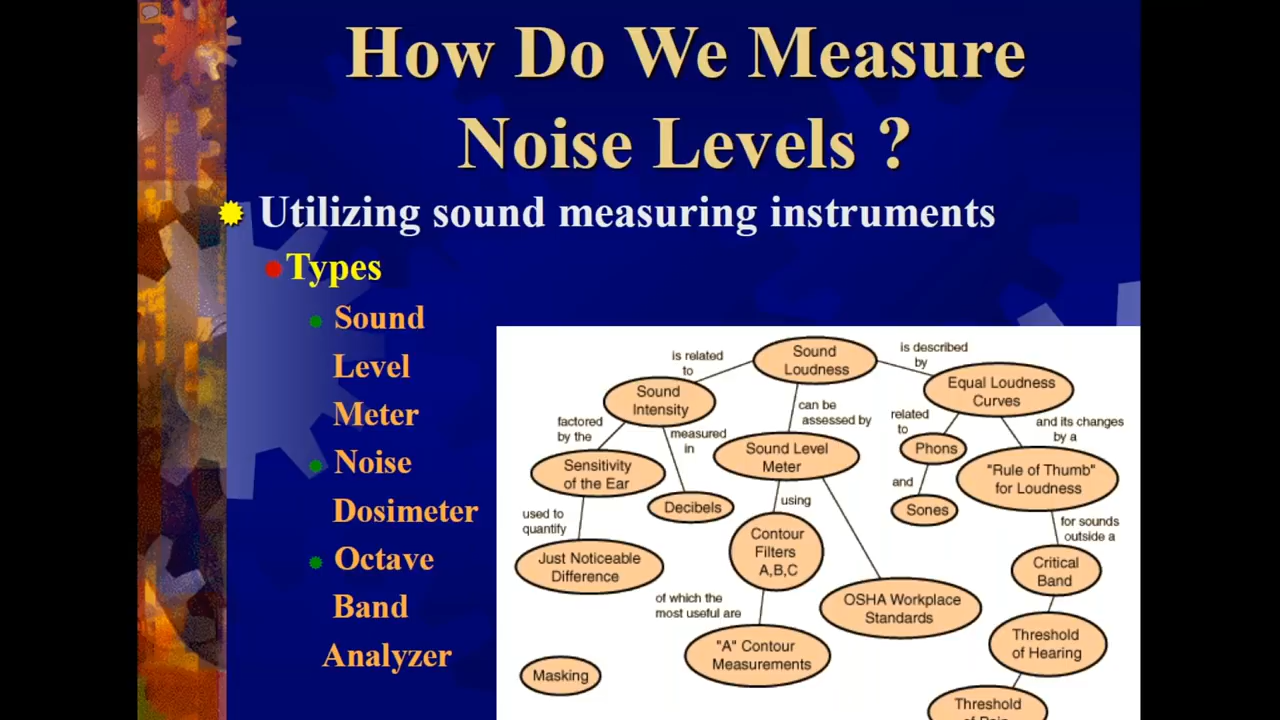 How Do We Measure
Noise Levels ?
Utilizing sound measuring instruments
Types
Sound
Level
Meter
Noise
Dosimeter
Octave
Band
Analyzer
Sound
Loudness
is related
to
is described
by
Sound
Intensity
Equal Loudness
Curves
can be
assessed by
factored
by the
measured
in
related
to
and its changes
by a
Sensitivity
of the Ear
Sound Level
Meter
Phons
"Rule of Thumb"
for Loudness
Decibels
using
and
Sones
used to
quantify
for sounds
outside a
Just Noticeable
Difference
Contour
Filters
A,B,C
Critical
Band
of which the
most useful are
OSHA Workplace
Standards
Threshold
of Hearing
"A" Contour
Measurements
Masking
Threshold
of Pain